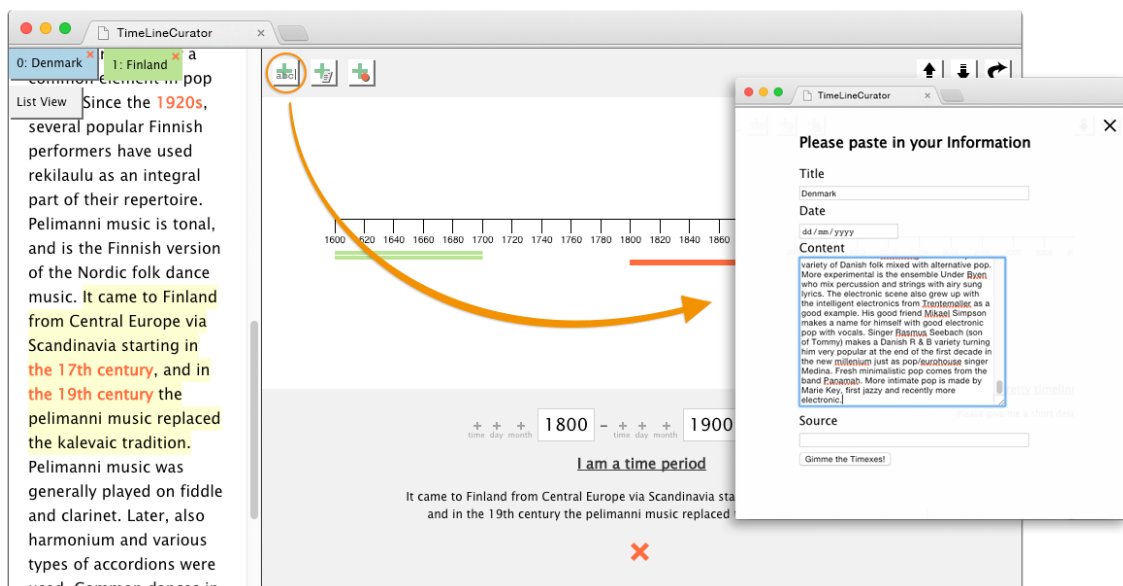 TimeLineCurator
0: Denmark
1: Finland
a
common element in pop
List View
Since the 1920s,
several popular Finnish
performers have used
rekilaulu as an integral
part of their repertoire.
Pelimanni music is tonal,
and is the Finnish version
of the Nordic folk dance
music. It came to Finland
from Central Europe via
Scandinavia starting in
the 17th century, and in
the 19th century the
pelimanni music replaced
the kalevaic tradition.
Pelimanni music was
generally played on fiddle
and clarinet. Later, also
harmonium and various
types of accordions were
used. Common dances in
abc
1600 1620 1640 1660 1680 1700 1720 1740 1760 1780 1800 1820 1840 1860
time day month 1800 – time day month 1900
I am a time period
It came to Finland from Central Europe via Scandinavia sta
and in the 19th century the pelimanni music replaced
TimeLineCurator
Please paste in your Information
Title
Denmark
Date
dd/mm/yyyy
Content
variety of Danish folk mixed with alternative pop.
More experimental is the ensemble Under Byen
who mix percussion and strings with airy sung
lyrics. The electronic scene also grew up with
the intelligent electronics from Trentemøller as a
good example. His good friend Mikael Simpson
makes a name for himself with good electronic
pop with vocals. Singer Rasmus Seebach (son
of Tommy) makes a Danish R & B variety turning
him very popular at the end of the first decade in
the new millenium just as pop/europhouse singer
Medina. Fresh minimalistic pop comes from the
band Panamah. More intimate pop is made by
Marie Key, first jazzy and recently more
electronic.
Source
Gimme the Timexes!